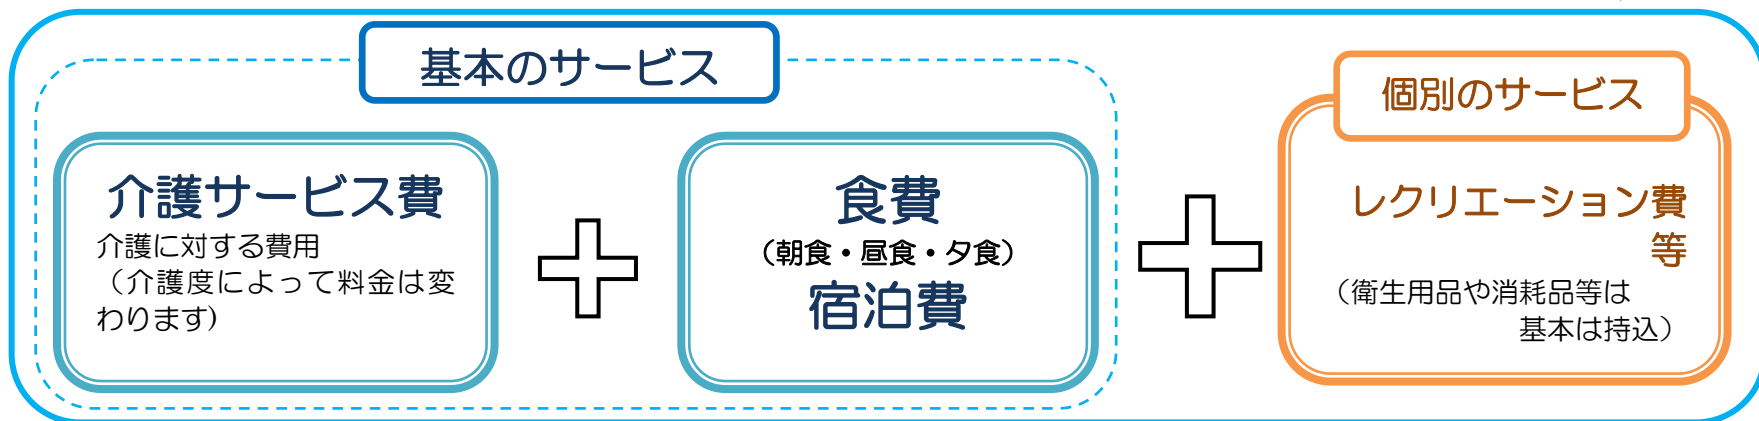 基本のサービス
介護サービス費
介護に対する費用
（介護度によって料金は変
わります)
食費
（朝食・昼食・夕食）
宿泊費
個別のサービス
レクリエーション費
等
（衛生用品や消耗品等は
基本は持込）